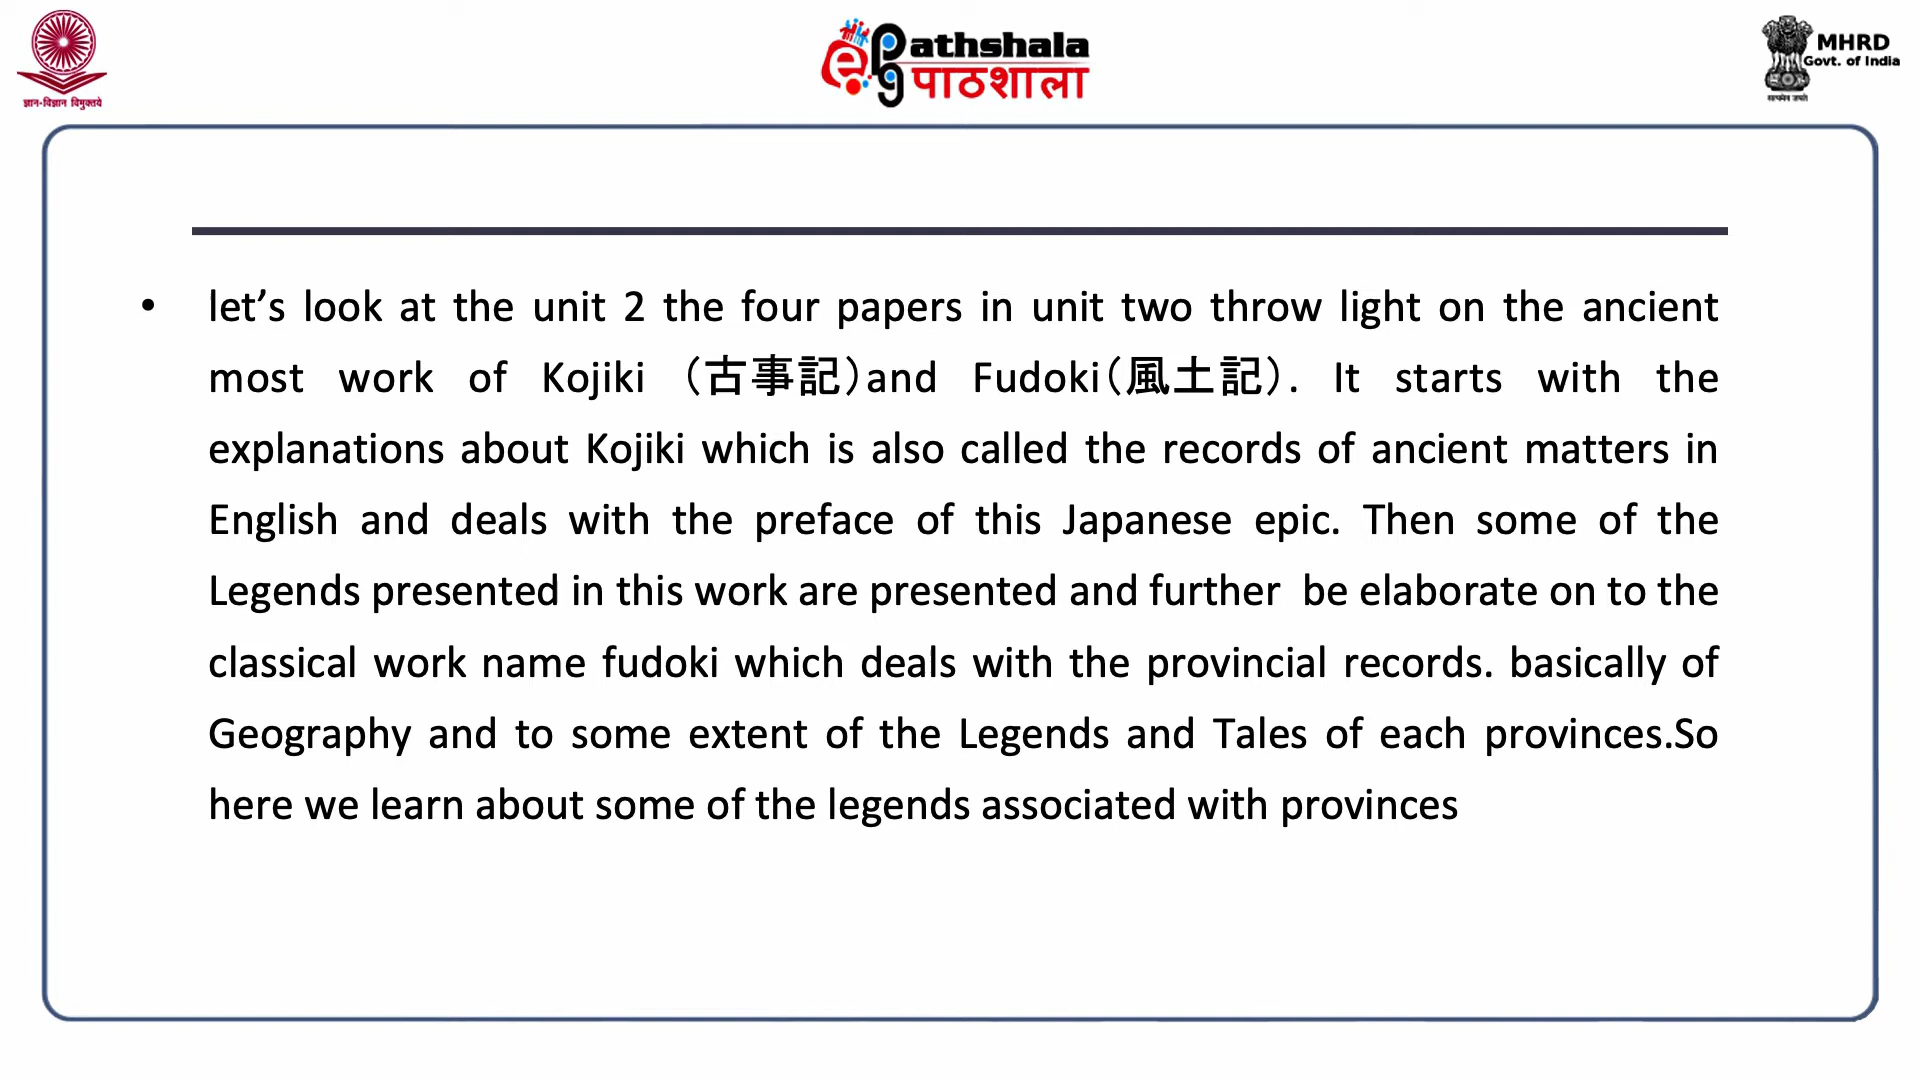 ज्ञान-विज्ञान विमुक्तये
ePathshala
pg पाठशाला
MHRD
Govt. of India
सत्यमेव जयते
• let’s look at the unit 2 the four papers in unit two throw light on the ancient
most work of Kojiki （古事記）and Fudoki（風土記）. It starts with the
explanations about Kojiki which is also called the records of ancient matters in
English and deals with the preface of this Japanese epic. Then some of the
Legends presented in this work are presented and further be elaborate on to the
classical work name fudoki which deals with the provincial records. basically of
Geography and to some extent of the Legends and Tales of each provinces.So
here we learn about some of the legends associated with provinces